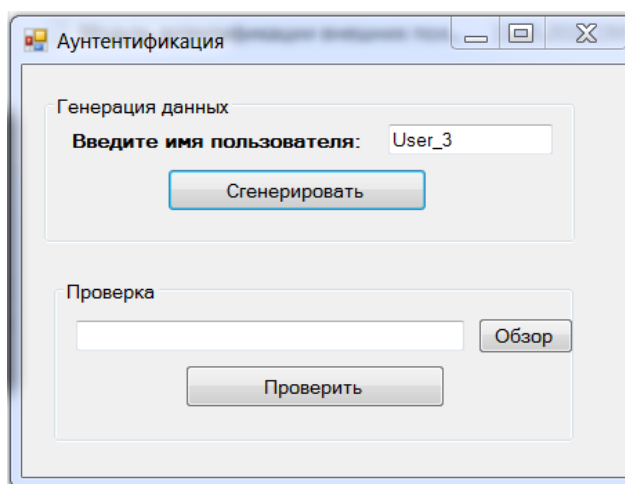 Аунтентификация
Генерация данных
Введите имя пользователя: User_3
Сгенерировать
Проверка
Обзор
Проверить